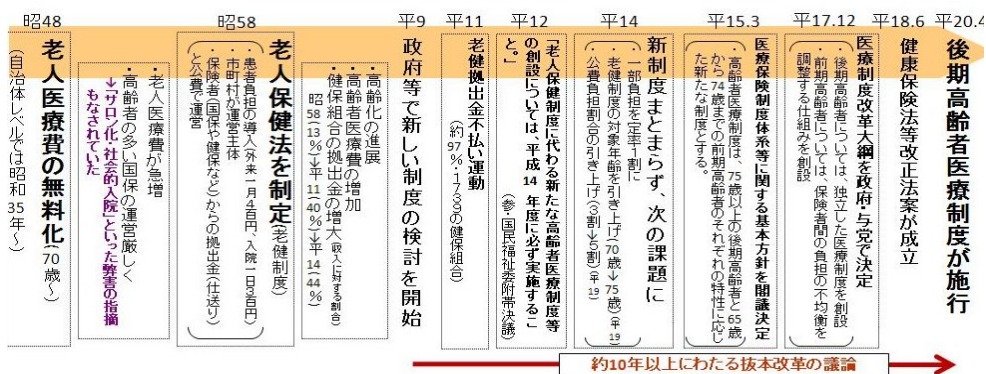 昭48
昭58
平9
平11
平12
平14
平15.3
平17.12
平18.6
平20.4
老人医療費の無料化(70歳~)
(自治体レベルでは昭和35年~)
・老人医療費が急増
・高齢者の多い国保の運営厳しく
→「サロン化・社会的入院」といった弊害の指摘
もなされていた
老人保健法を制定(老健制度)
・患者負担の導入(外来一月4百円、入院一日3百円)
・市町村が運営主体
・保険者(国保や健保など)からの拠出金(仕送り)
と公費で運営
・高齢化の進展
・高齢者医療費の増加
・健保組合の拠出金の増大(収入に対する割合)
昭58(13%)→平11(40%)→平14(44%)
政府等で新しい制度の検討を開始
老健拠出金不払い運動
(約97%・1739の健保組合)
「老人保健制度に代わる新たな高齢者医療制度等
の創設については、平成14年度に必ず実施するこ
と。」
(参・国民福祉委附帯決議)
新制度まとまらず、次の課題に
・一部負担を定率1割に
・老健制度の対象年齢を引き上げ(70歳→75歳)(平19)
・公費負担割合の引き上げ(3割→5割)(平19)
医療保険制度体系等に関する基本方針を閣議決定
・高齢者医療制度は、75歳以上の後期高齢者と65歳
から74歳までの前期高齢者のそれぞれの特性に応じ
た新たな制度とする。
医療制度改革大綱を政府・与党で決定
・後期高齢者については、独立した医療制度を創設
・前期高齢者については、保険者間の負担の不均衡を
調整する仕組みを創設
健康保険法等改正法案が成立
後期高齢者医療制度が施行
約10年以上にわたる抜本改革の議論